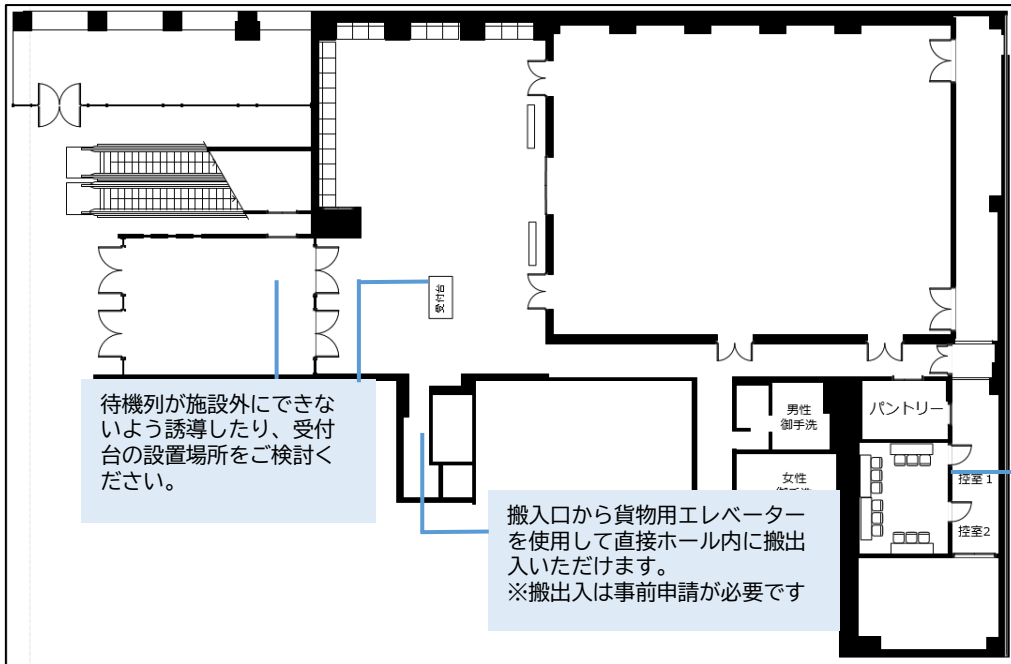 受付台
待機列が施設外にできな
いよう誘導したり、受付
台の設置場所をご検討く
ださい。
パントリー
男性
御手洗
女性
控室1
控室2
搬入口から貨物用エレベーター
を使用して直接ホール内に搬出
入いただけます。
※搬出入は事前申請が必要です